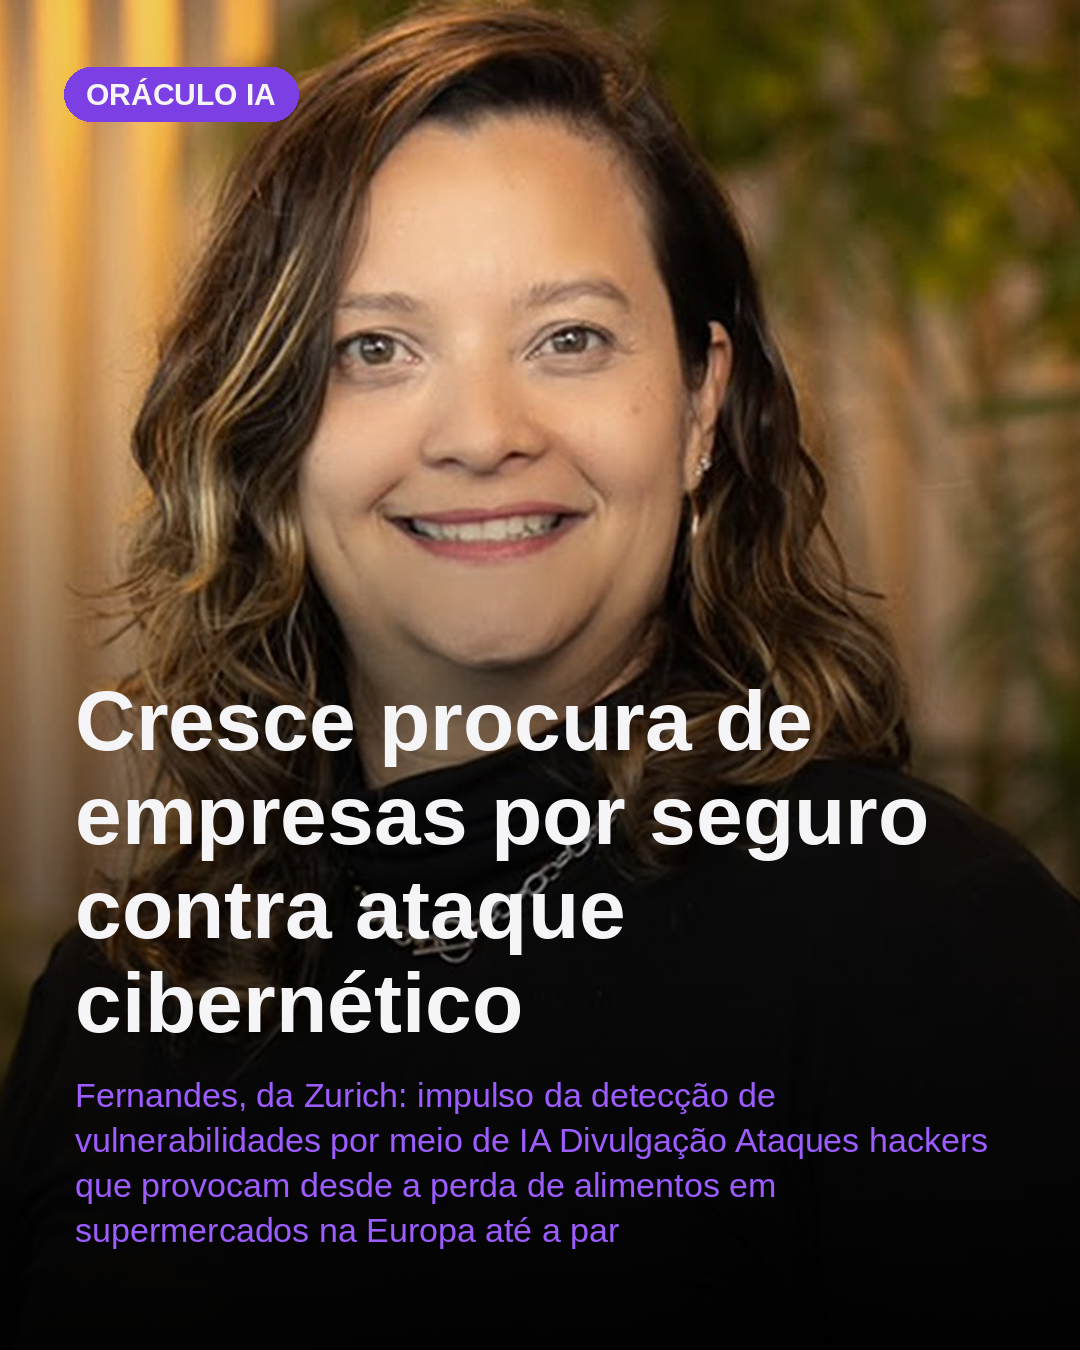 ORÁCULO IA
Cresce procura de
empresas por seguro
contra ataque
cibernético
Fernandes, da Zurich: impulso da detecção de
vulnerabilidades por meio de IA Divulgação Ataques hackers
que provocam desde a perda de alimentos em
supermercados na Europa até a par